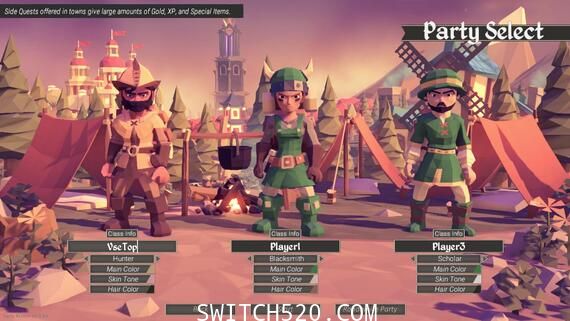 Side Quests offered in towns give large amounts of Gold, XP, and Special Items.
Party Select
Class Info Class Info Class Info
VseTop Player1 Player3
Hunter Blacksmith Scholar
Main Color Main Color Main Color
Skin Tone Skin Tone Skin Tone
Hair Color Hair Color Hair Color
Party
SWITCH520.COM